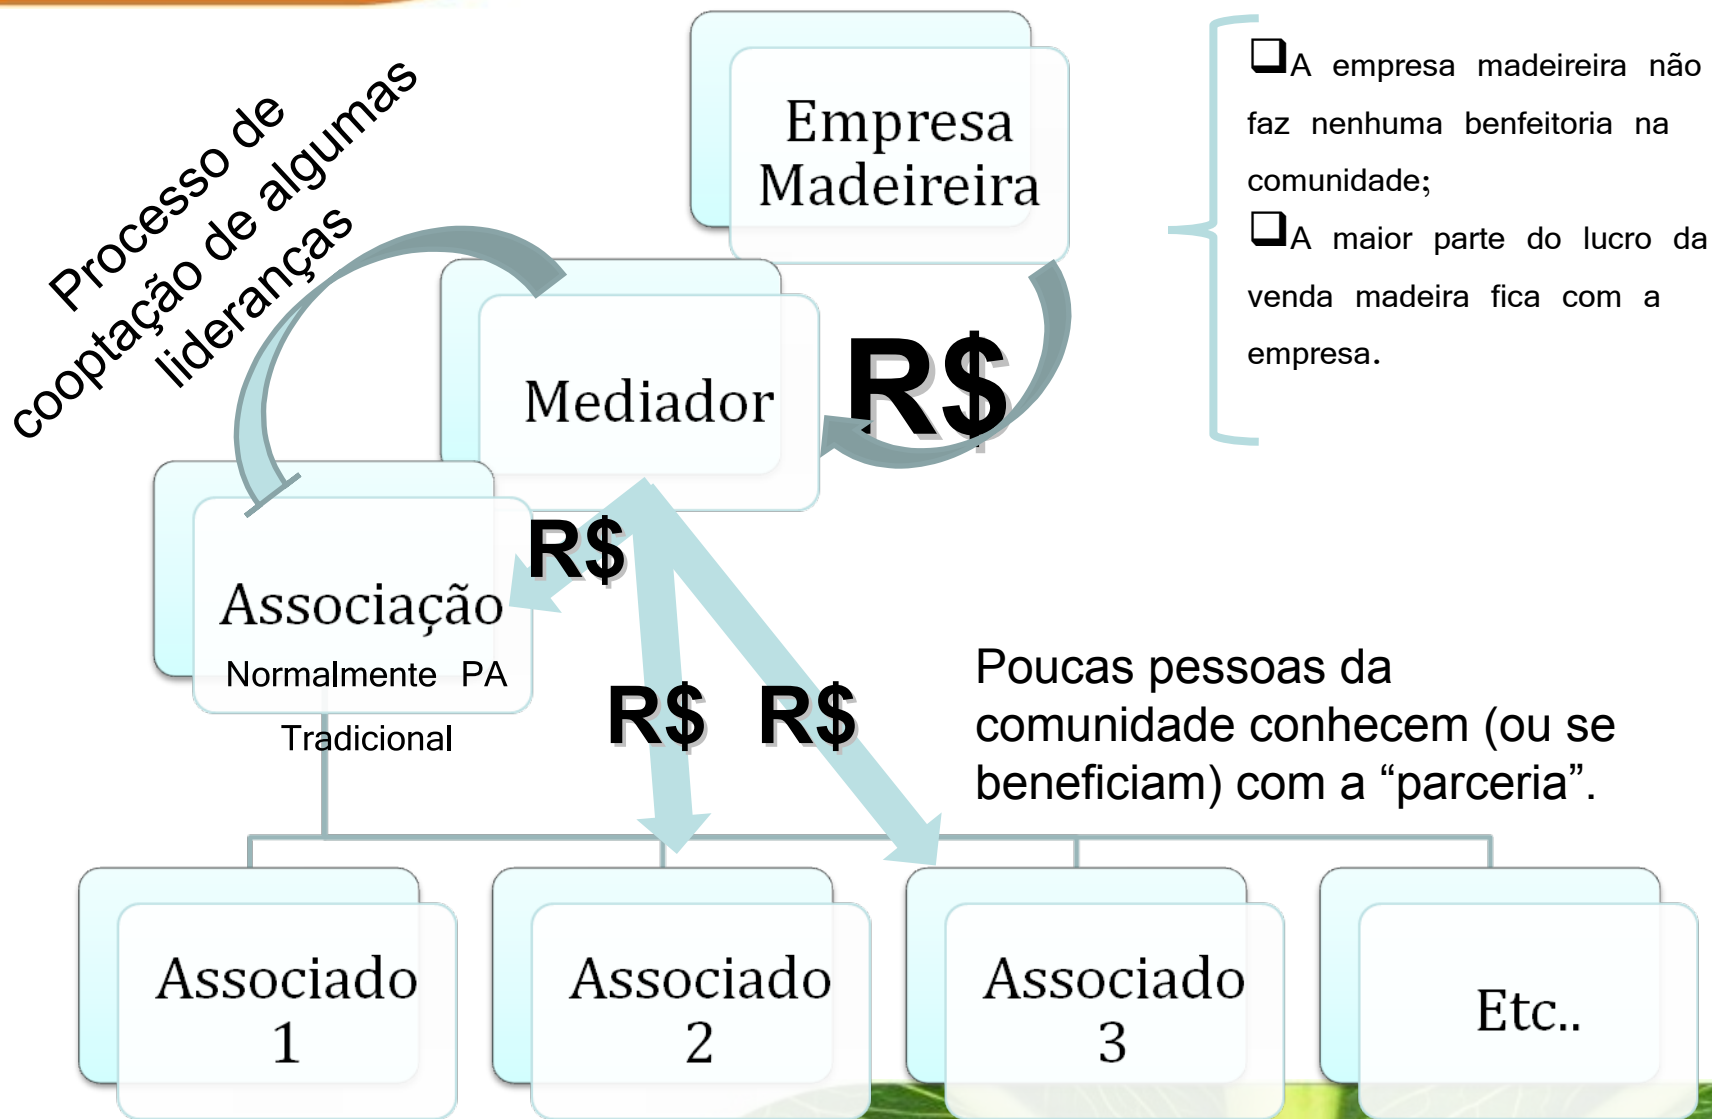 Processo de
cooptação de algumas
lideranças
Empresa
Madeireira
❑A empresa madeireira não
faz nenhuma benfeitoria na
comunidade;
❑A maior parte do lucro da
venda madeira fica com a
empresa.
Mediador
R$
R$
Associação
Normalmente PA
Tradicional
R$ R$
Poucas pessoas da
comunidade conhecem (ou se
beneficiam) com a “parceria”.
Associado
1
Associado
2
Associado
3
Etc..